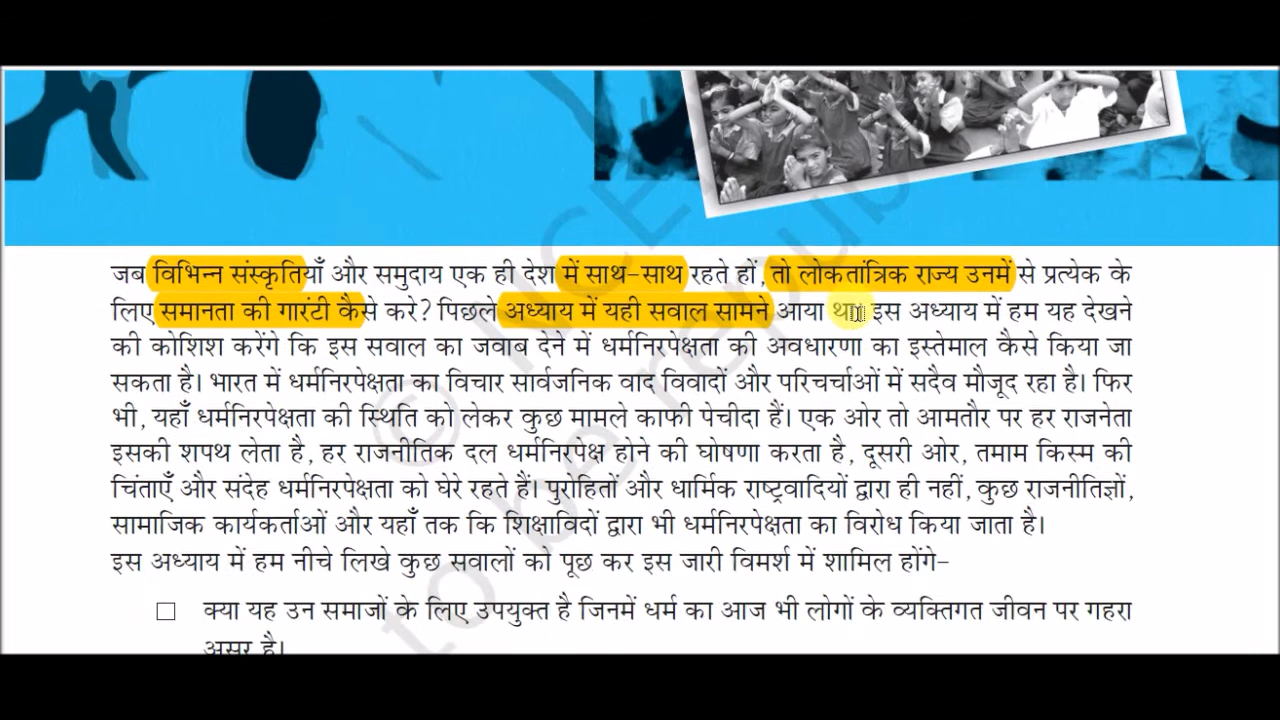 जब विभिन्न संस्कृतियाँ और समुदाय एक ही देश में साथ-साथ रहते हों, तो लोकतांत्रिक राज्य उनमें से प्रत्येक के
लिए समानता की गारंटी कैसे करे? पिछले अध्याय में यही सवाल सामने आया था। इस अध्याय में हम यह देखने
की कोशिश करेंगे कि इस सवाल का जवाब देने में धर्मनिरपेक्षता की अवधारणा का इस्तेमाल कैसे किया जा
सकता है। भारत में धर्मनिरपेक्षता का विचार सार्वजनिक वाद विवादों और परिचर्चाओं में सदैव मौजूद रहा है। फिर
भी, यहाँ धर्मनिरपेक्षता की स्थिति को लेकर कुछ मामले काफी पेचीदा हैं। एक ओर तो आमतौर पर हर राजनेता
इसकी शपथ लेता है, हर राजनीतिक दल धर्मनिरपेक्ष होने की घोषणा करता है, दूसरी ओर, तमाम किस्म की
चिंताएँ और संदेह धर्मनिरपेक्षता को घेरे रहते हैं। पुरोहितों और धार्मिक राष्ट्रवादियों द्वारा ही नहीं, कुछ राजनीतिज्ञों,
सामाजिक कार्यकर्ताओं और यहाँ तक कि शिक्षाविदों द्वारा भी धर्मनिरपेक्षता का विरोध किया जाता है।
इस अध्याय में हम नीचे लिखे कुछ सवालों को पूछ कर इस जारी विमर्श में शामिल होंगे-
क्या यह उन समाजों के लिए उपयुक्त है जिनमें धर्म का आज भी लोगों के व्यक्तिगत जीवन पर गहरा
असर है।
© NCE
to be repub